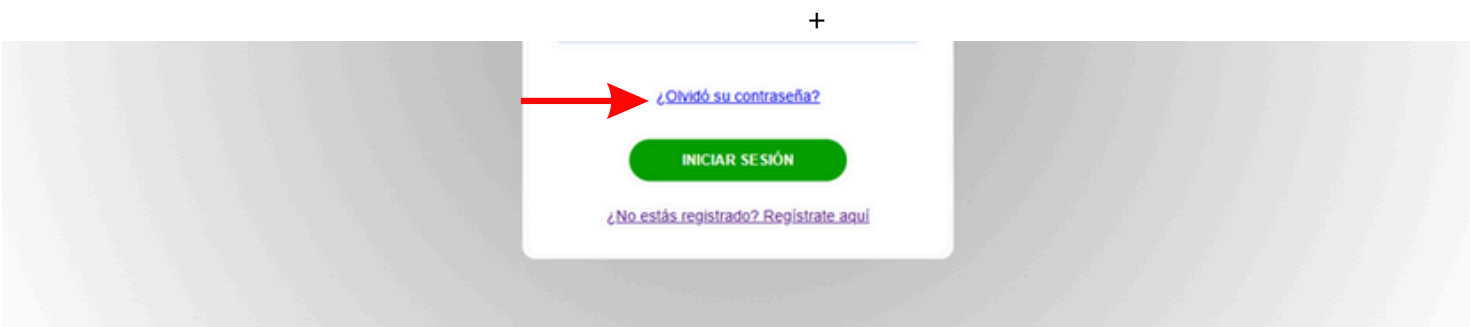 +
¿Olvidó su contraseña?
INICIAR SESIÓN
¿No estás registrado? Regístrate aquí